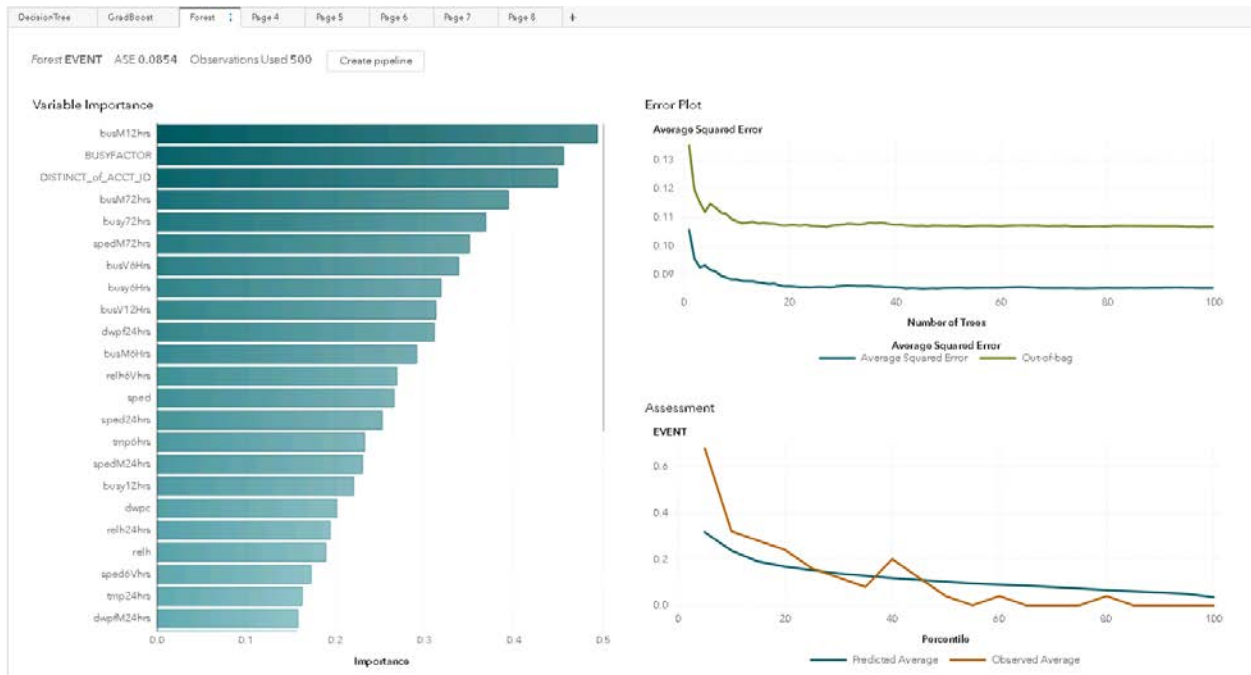 DecisionTree GradBoost Forest Page 4 Page 5 Page 6 Page 7 Page 8 +
Forest EVENT ASE 0.0854 Observations Used 500 Create pipeline
Variable Importance
busM12hrs
BUSYFACTOR
DISTINCT_of_ACCT_ID
busM72hrs
busy72hrs
spedM72hrs
busV6Hrs
busy6Hrs
busV12Hrs
dwpf24hrs
busM6Hrs
relh6Vhrs
sped
sped24hrs
tmp6hrs
spedM24hrs
busy12hrs
dwpc
relh24hrs
relh
sped6Vhrs
tmp24hrs
dwpfM24hrs
0.0 0.1 0.2 0.3 0.4 0.5
Importance
Error Plot
Average Squared Error
0.13
0.12
0.11
0.10
0.09
0 20 40 60 80 100
Number of Trees
Average Squared Error
Average Squared Error Out-of-bag
Assessment
EVENT
0.6
0.4
0.2
0.0
0 20 40 60 80 100
Percentile
Predicted Average Observed Average